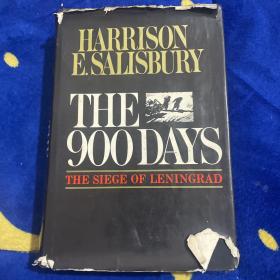 HARRISON
E. SALISBURY
THE
900 DAYS
THE SIEGE OF LENINGRAD